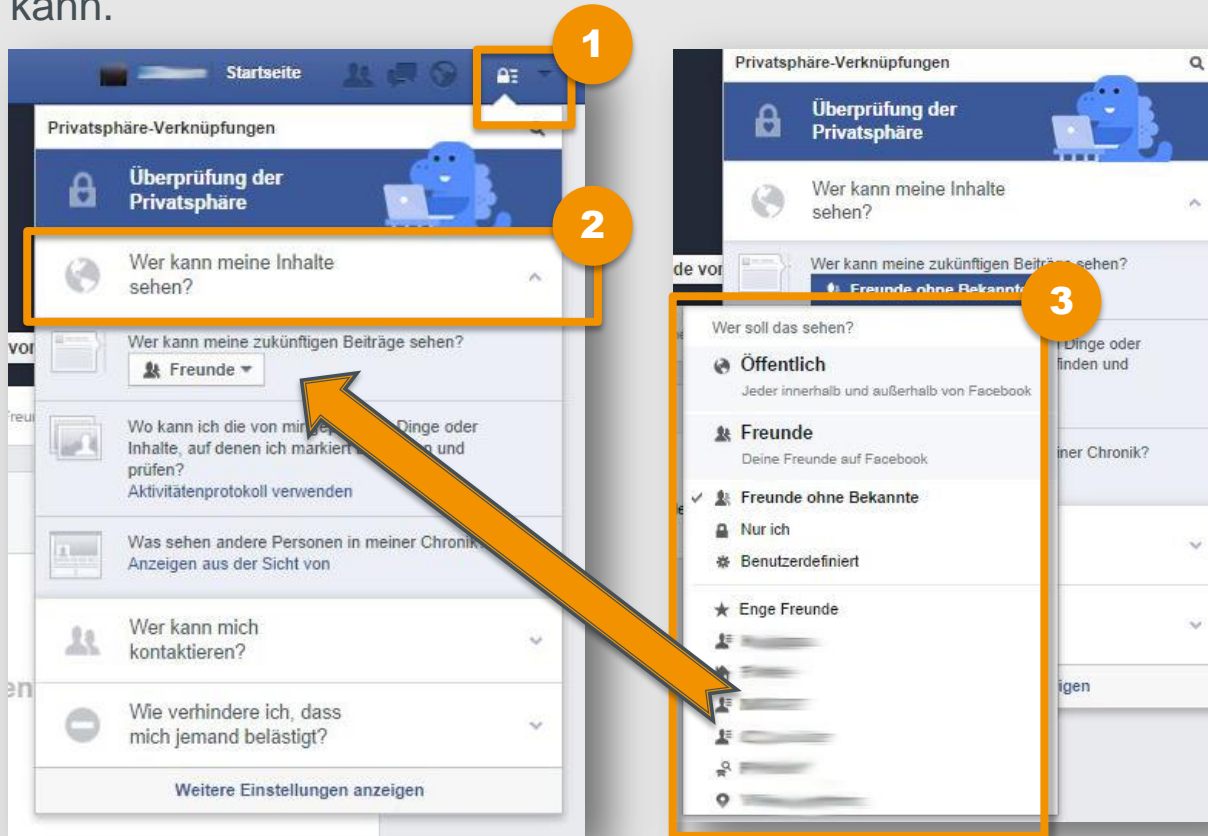 kann.
1
Startseite
Privatsphäre-Verknüpfungen
Überprüfung der
Privatsphäre
2
Wer kann meine Inhalte
sehen?
Wer kann meine zukünftigen Beiträge sehen?
Freunde
Wo kann ich die von mir Dinge oder
Inhalte, auf denen ich markiert und
prüfen?
Aktivitätenprotokoll verwenden
Was sehen andere Personen in meiner Chronik
Anzeigen aus der Sicht von
Wer kann mich
kontaktieren?
Wie verhindere ich, dass
mich jemand belästigt?
Weitere Einstellungen anzeigen
Privatsphäre-Verknüpfungen
Überprüfung der
Privatsphäre
Wer kann meine Inhalte
sehen?
Wer kann meine zukünftigen Beiträge sehen?
Freunde ohne Bekannte
3
Wer soll das sehen?
Öffentlich
Jeder innerhalb und außerhalb von Facebook
Freunde
Deine Freunde auf Facebook
Freunde ohne Bekannte
Nur ich
Benutzerdefiniert
Enge Freunde
Dinge oder
finden und
iner Chronik?
igen